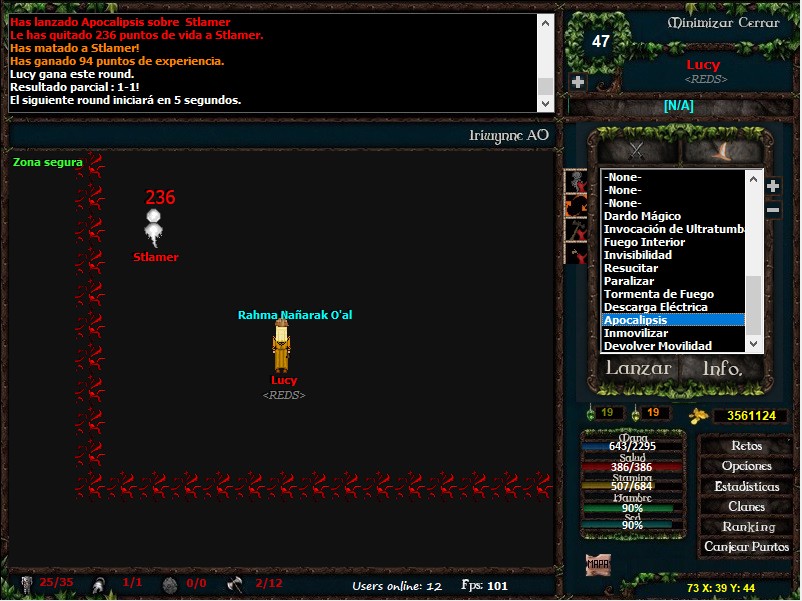 Has lanzado Apocalipsis sobre Stlamer
Le has quitado 236 puntos de vida a Stlamer.
Has matado a Stlamer!
Has ganado 94 puntos de experiencia.
Lucy gana este round.
Resultado parcial : 1-1!
El siguiente round iniciará en 5 segundos.
Iriwynne AO
Zona segura
236
Stlamer
Rahma Nañarak O'al
Lucy
<REDS>
25/35
1/1
0/0
2/12
Users online: 12
Fps: 101
Minimizar Cerrar
47
Lucy
<REDS>
[N/A]
-None-
-None-
-None-
Dardo Mágico
Invocación de Ultratumba
Fuego Interior
Invisibilidad
Resucitar
Paralizar
Tormenta de Fuego
Descarga Eléctrica
Apocalipsis
Inmovilizar
Devolver Movilidad
Lanzar
Info.
19
19
3561124
Mana
643/2295
Salud
386/386
Stamina
507/684
Hambre
90%
Sed
90%
Retos
Opciones
Estadisticas
Clanes
Ranking
Canjear Puntos
MAPA
73 X: 39 Y: 44